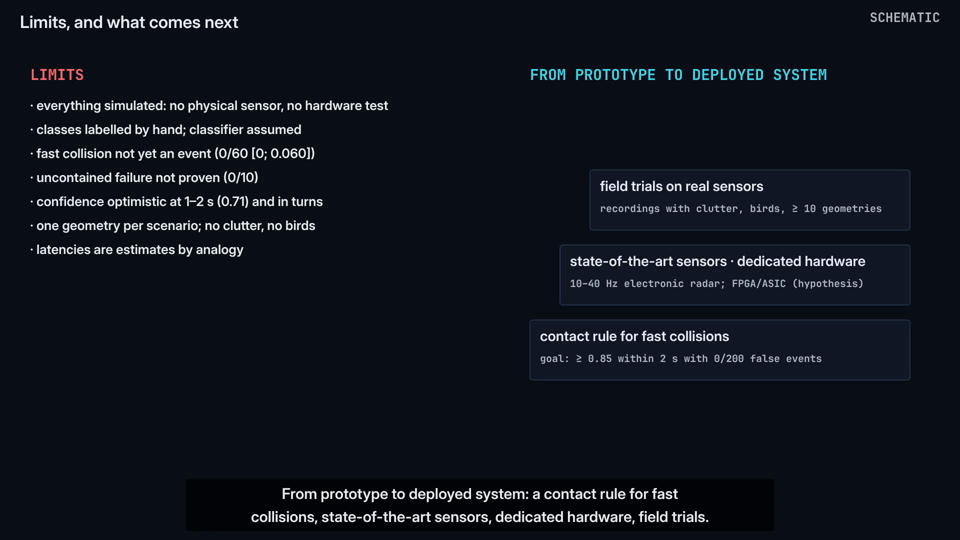 Limits, and what comes next
SCHEMATIC
LIMITS
· everything simulated: no physical sensor, no hardware test
· classes labelled by hand; classifier assumed
· fast collision not yet an event (0/60 [0; 0.060])
· uncontained failure not proven (0/10)
· confidence optimistic at 1–2 s (0.71) and in turns
· one geometry per scenario; no clutter, no birds
· latencies are estimates by analogy
FROM PROTOTYPE TO DEPLOYED SYSTEM
field trials on real sensors
recordings with clutter, birds, ≥ 10 geometries
state-of-the-art sensors · dedicated hardware
10–40 Hz electronic radar; FPGA/ASIC (hypothesis)
contact rule for fast collisions
goal: ≥ 0.85 within 2 s with 0/200 false events
From prototype to deployed system: a contact rule for fast
collisions, state-of-the-art sensors, dedicated hardware, field trials.